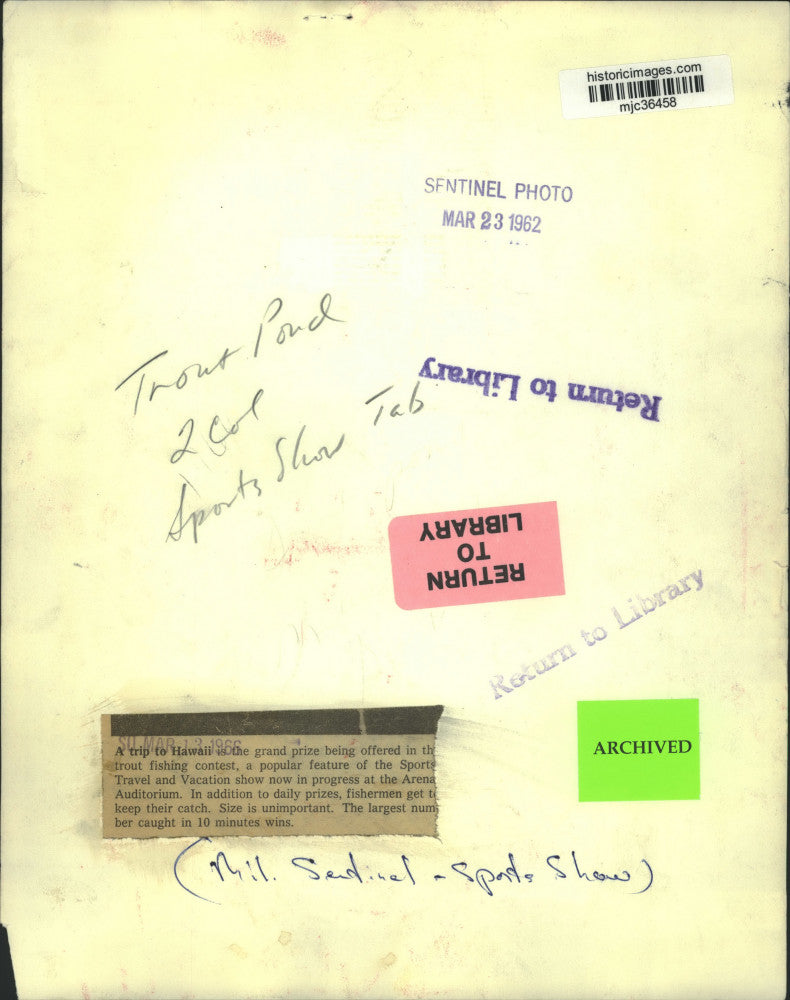 historicimages.com
mjc36458
SENTINEL PHOTO
MAR 23 1962
Trout Pond
2 Col
Sports Show Tab
Return to Library
RETURN
TO
LIBRARY
Return to Library
ARCHIVED
SU MAR 13 1966
A trip to Hawaii is the grand prize being offered in th
trout fishing contest, a popular feature of the Sports
Travel and Vacation show now in progress at the Arena
Auditorium. In addition to daily prizes, fishermen get t
keep their catch. Size is unimportant. The largest num
ber caught in 10 minutes wins.
(Mil. Sentinel - Sports Show)